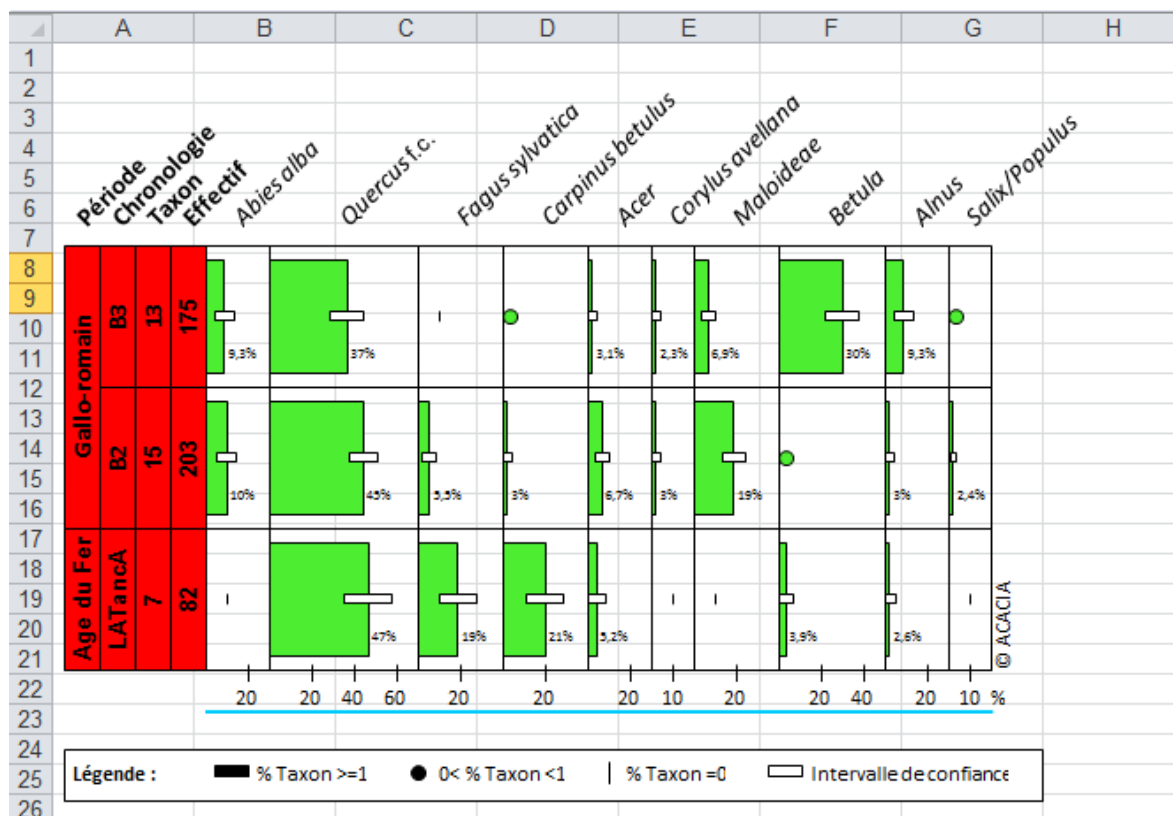 A B C D E F G H
1
2
3
4
5
6
7
8
9
10
11
12
13
14
15
16
17
18
19
20
21
22
23
24
25
26
Période
Chronologie
Taxon
Effectif
Abies alba
Quercus f.c.
Fagus sylvatica
Carpinus betulus
Acer
Corylus avellana
Maloideae
Betula
Alnus
Salix/Populus
Gallo-romain
B3 13 175
9,3% 37% 3,1% 2,3% 6,9% 30% 9,3%
B2 15 203
10% 45% 5,5% 3% 6,7% 3% 19% 3% 2,4%
Age du Fer
LATancA 7 82
47% 19% 21% 5,2% 3,9% 2,6%
© ACACIA
20 20 40 60 20 20 20 10 20 20 40 20 10 %
Légende : % Taxon >=1 0< % Taxon <1 % Taxon =0 Intervalle de confiance